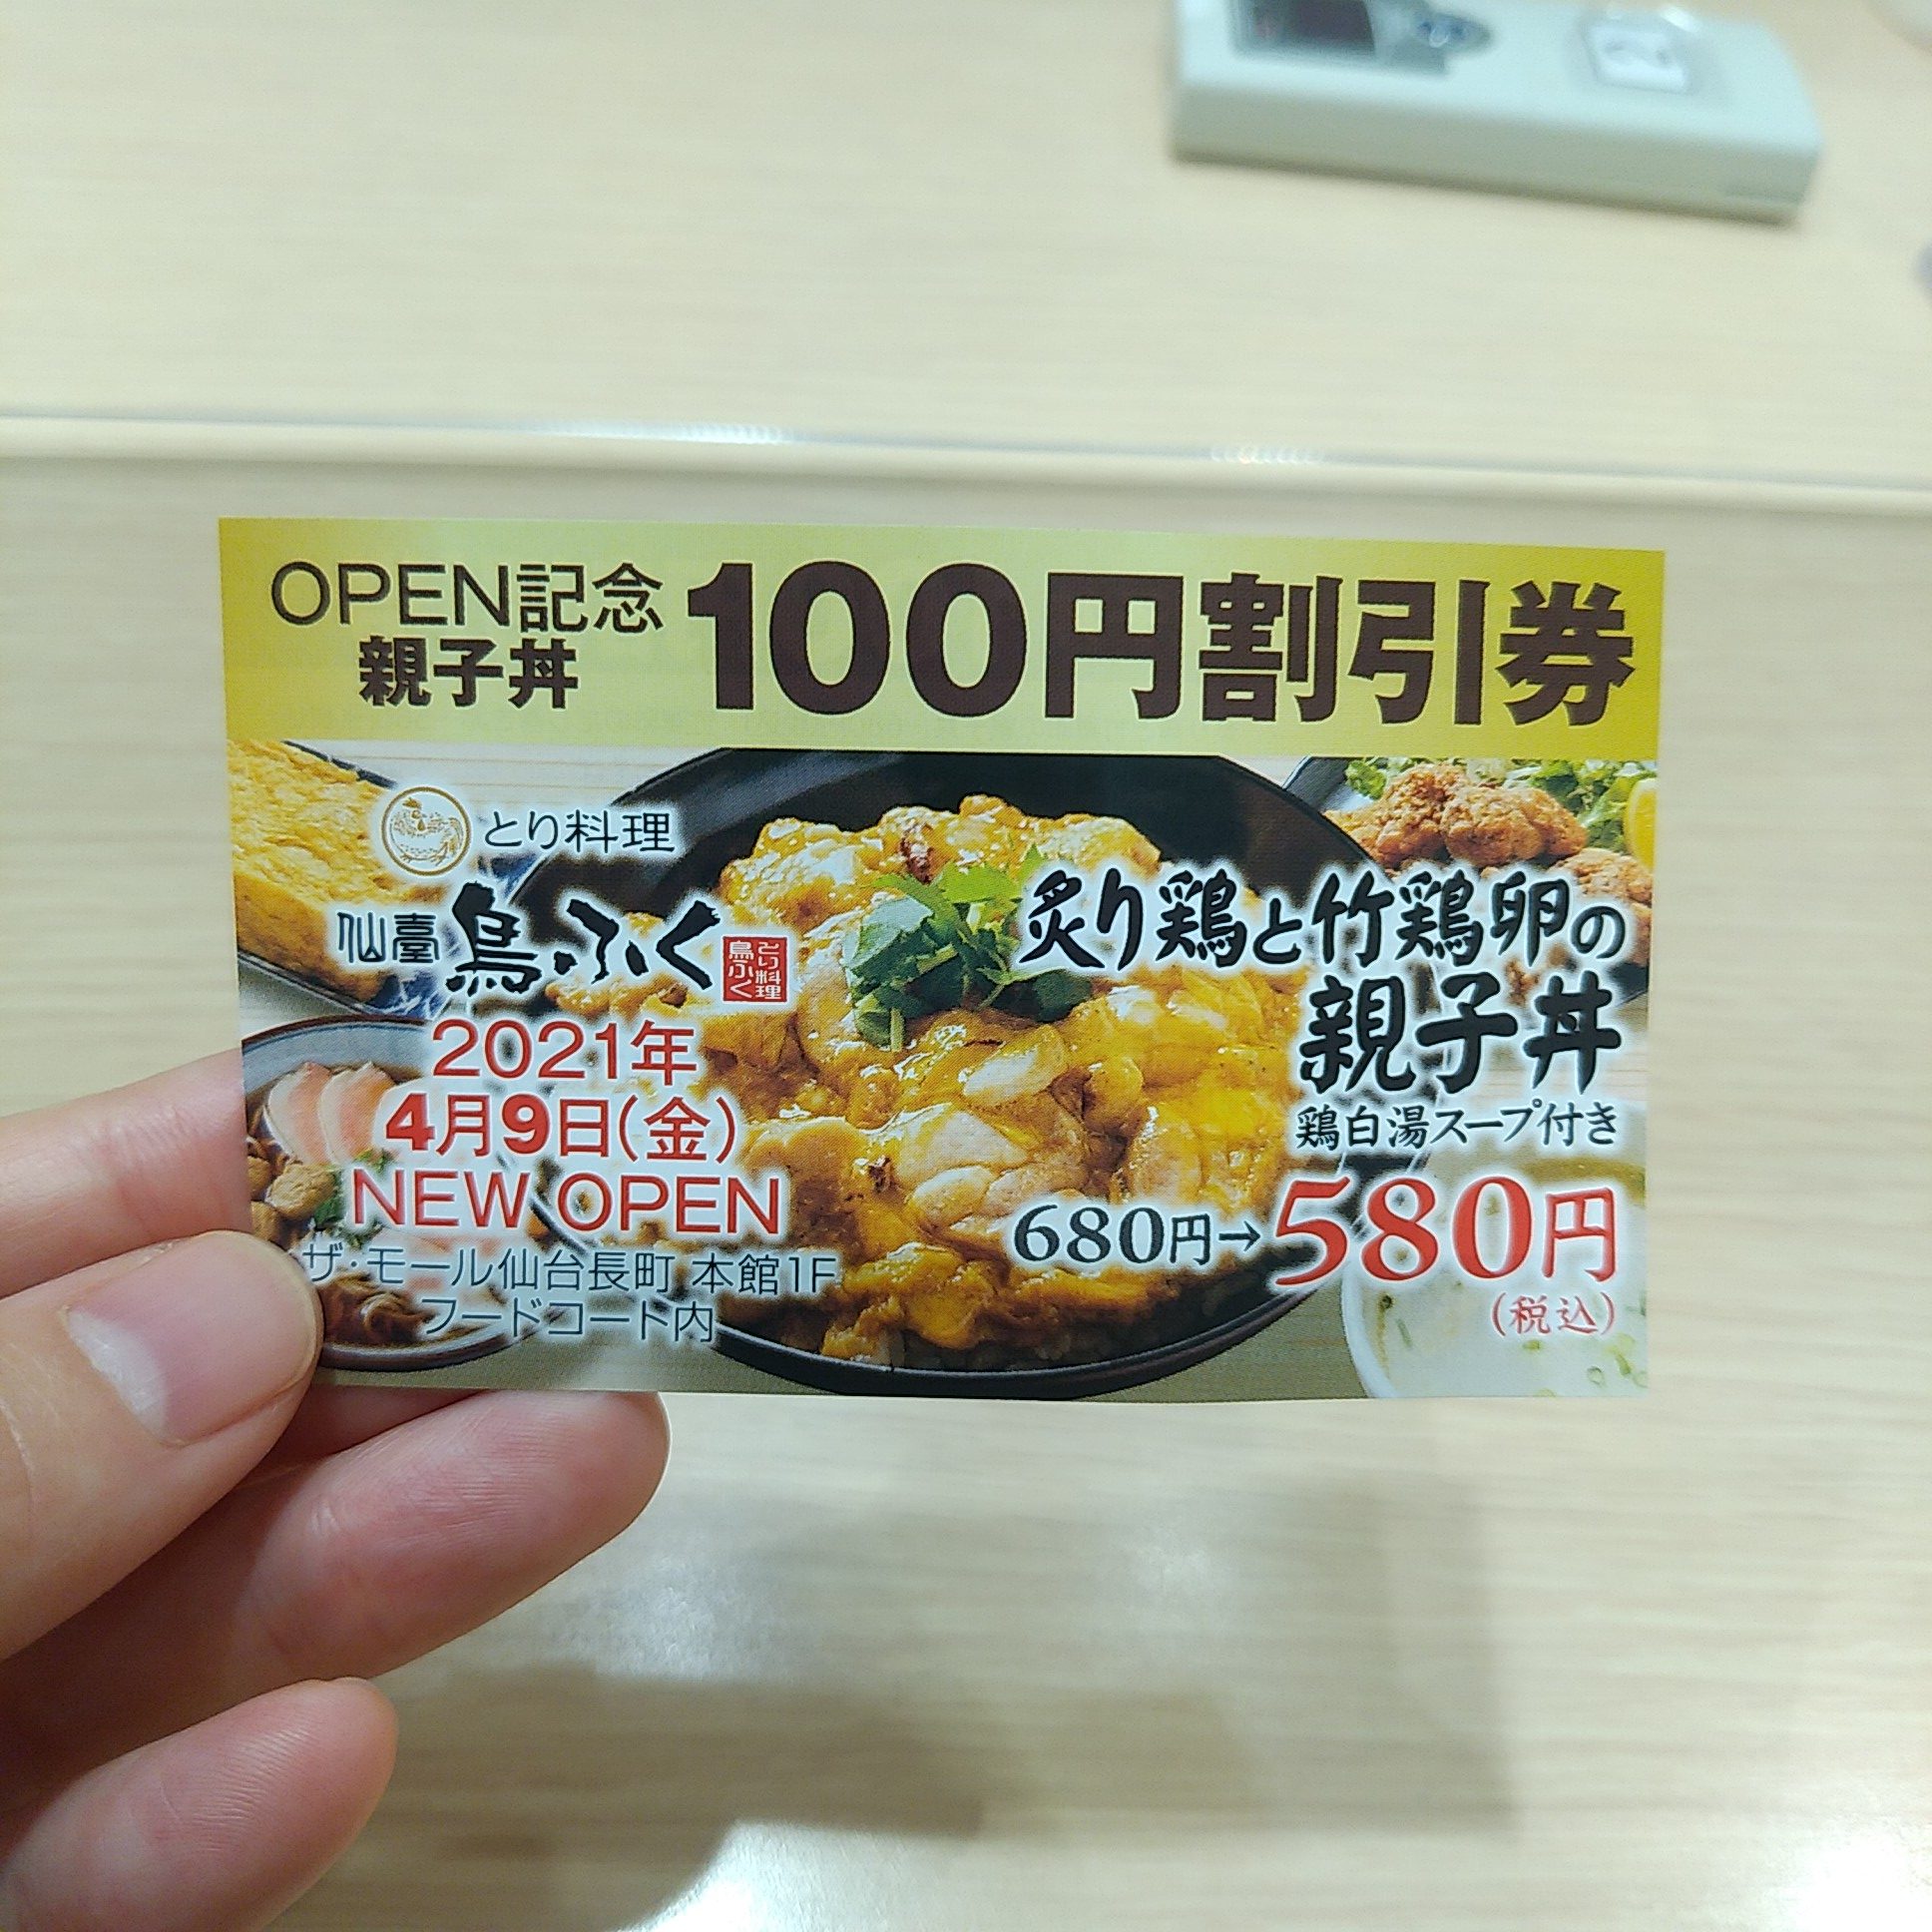 OPEN記念
親子丼
100円割引券
とり料理
仙臺 鳥ふく
とり料理
鳥ふく
2021年
4月9日(金)
NEW OPEN
ザ・モール仙台長町 本館1F
フードコート内
炙り鶏と竹鶏卵の
親子丼
鶏白湯スープ付き
680円→580円
(税込)